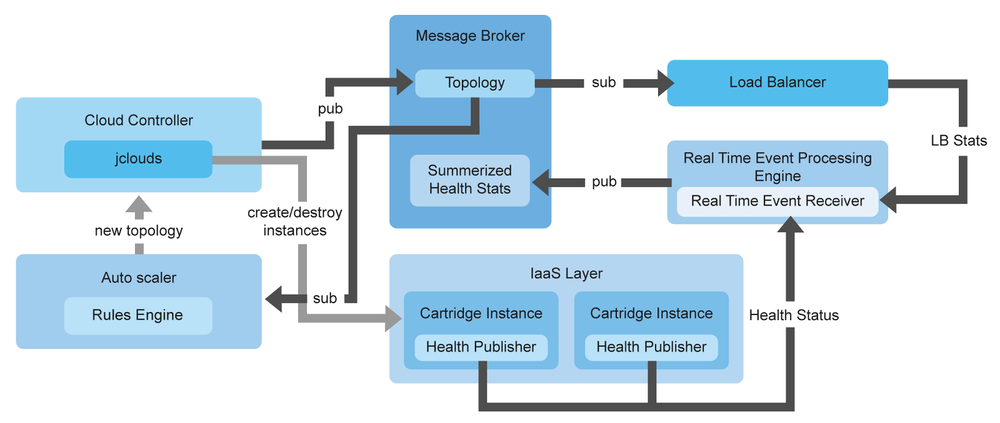 Message Broker
Topology
sub
Load Balancer
pub
Cloud Controller
jclouds
LB Stats
Real Time Event Processing
Engine
Real Time Event Receiver
Summerized
Health Stats
pub
create/destroy
instances
new topology
Auto scaler
Rules Engine
sub
IaaS Layer
Cartridge Instance
Health Publisher
Cartridge Instance
Health Publisher
Health Status